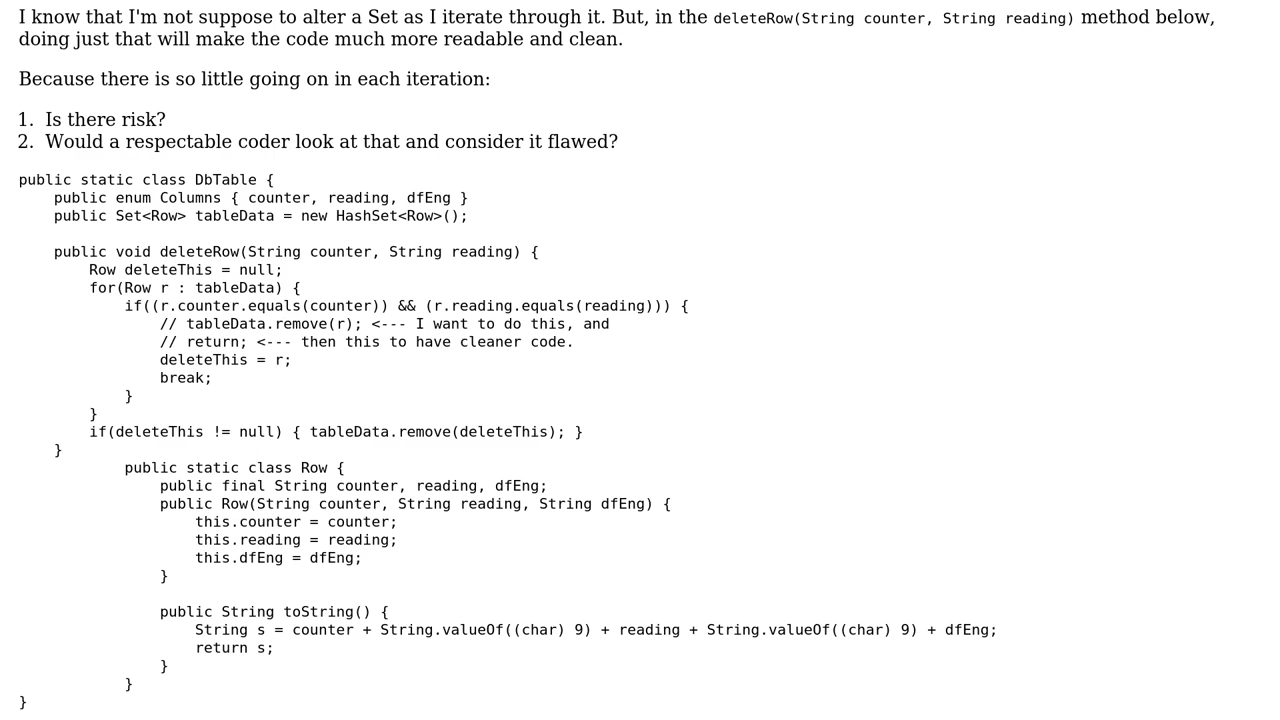 I know that I'm not suppose to alter a Set as I iterate through it. But, in the deleteRow(String counter, String reading) method below,
doing just that will make the code much more readable and clean.
Because there is so little going on in each iteration:
1. Is there risk?
2. Would a respectable coder look at that and consider it flawed?
public static class DbTable {
    public enum Columns { counter, reading, dfEng }
    public Set<Row> tableData = new HashSet<Row>();

    public void deleteRow(String counter, String reading) {
        Row deleteThis = null;
        for(Row r : tableData) {
            if((r.counter.equals(counter)) && (r.reading.equals(reading))) {
                // tableData.remove(r); <--- I want to do this, and
                // return; <--- then this to have cleaner code.
                deleteThis = r;
                break;
            }
        }
        if(deleteThis != null) { tableData.remove(deleteThis); }
    }
            public static class Row {
                public final String counter, reading, dfEng;
                public Row(String counter, String reading, String dfEng) {
                    this.counter = counter;
                    this.reading = reading;
                    this.dfEng = dfEng;
                }

                public String toString() {
                    String s = counter + String.valueOf((char) 9) + reading + String.valueOf((char) 9) + dfEng;
                    return s;
                }
            }
}